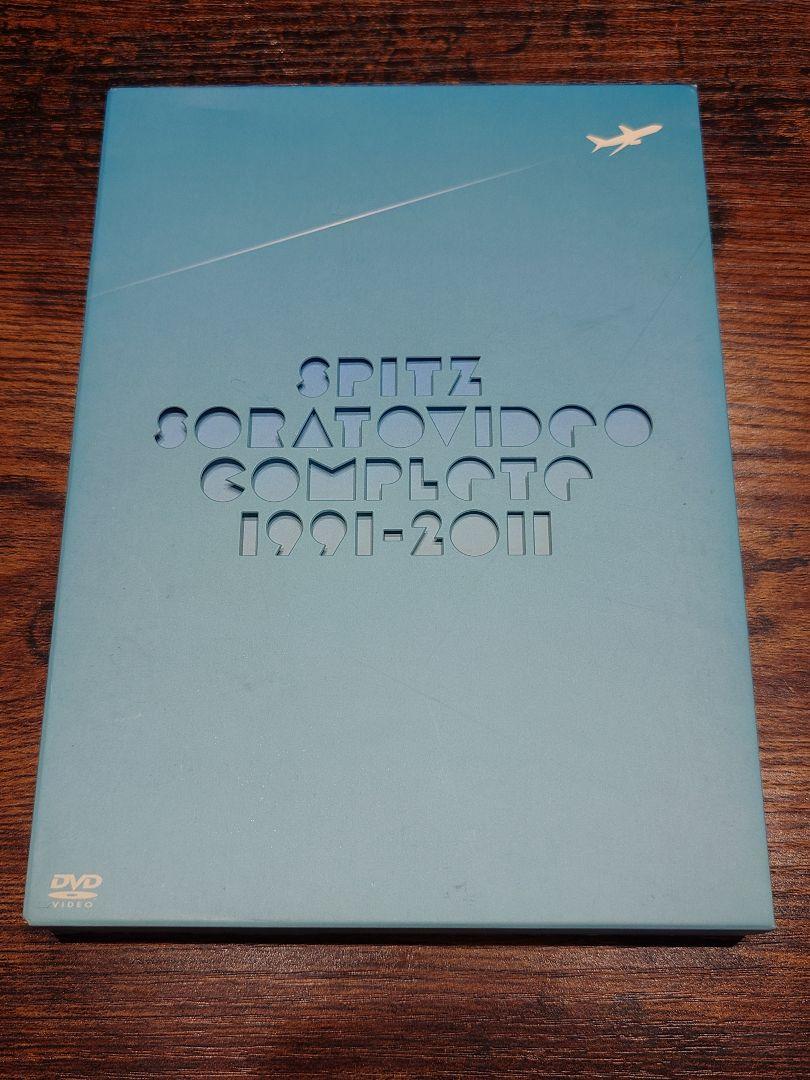 SPITZ
SORATOVIDEO
COMPLETE
1991-2011
DVD
VIDEO